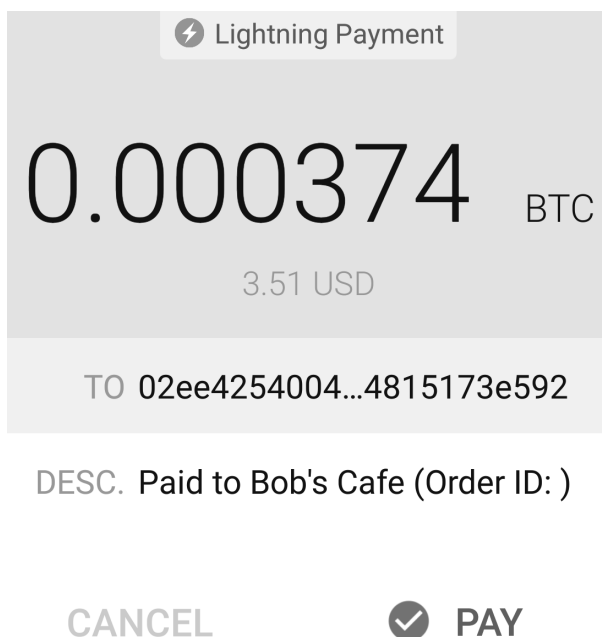 Lightning Payment
0.000374 BTC
3.51 USD
TO 02ee4254004...4815173e592
DESC. Paid to Bob's Cafe (Order ID: )
CANCEL PAY